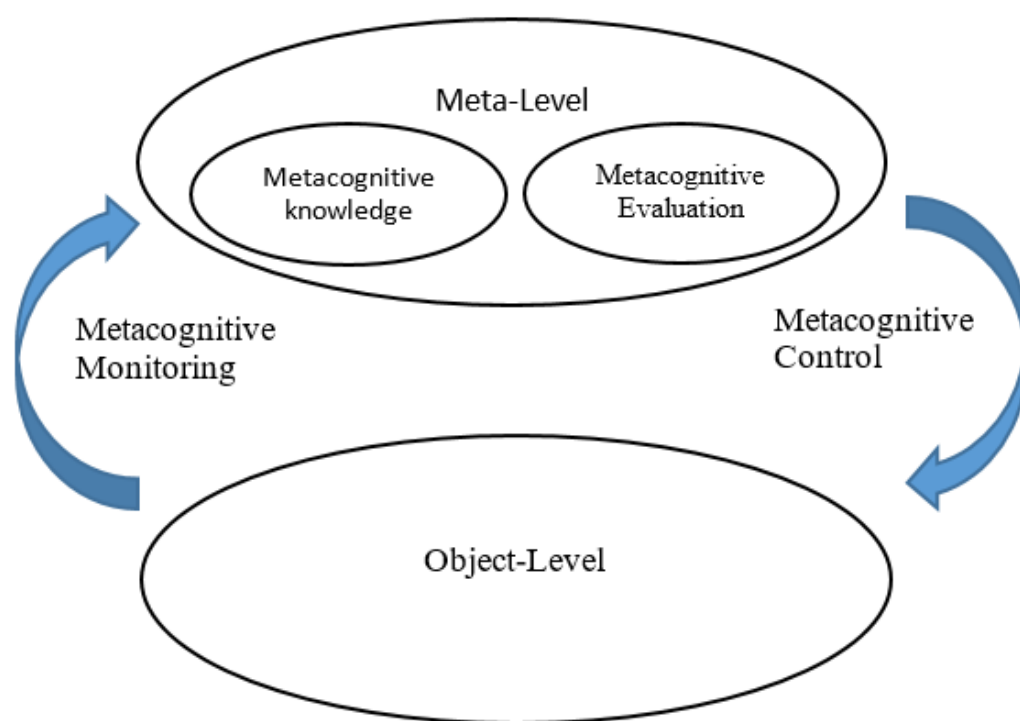 Meta-Level
Metacognitive
knowledge
Metacognitive
Evaluation
Metacognitive
Monitoring
Metacognitive
Control
Object-Level